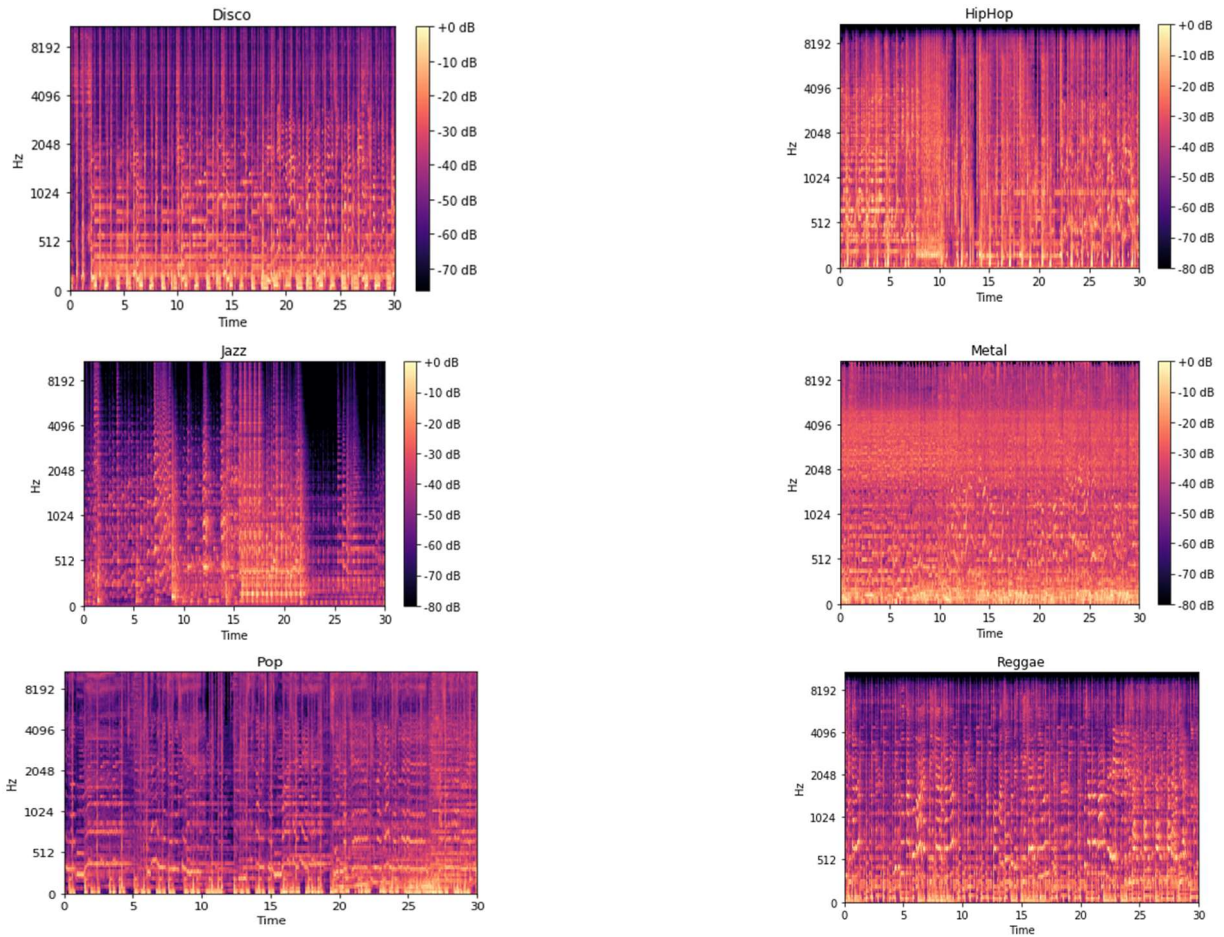 Disco
8192
4096
2048
1024
512
0
Hz
0 5 10 15 20 25 30
Time
+0 dB
-10 dB
-20 dB
-30 dB
-40 dB
-50 dB
-60 dB
-70 dB
HipHop
8192
4096
2048
1024
512
0
Hz
0 5 10 15 20 25 30
Time
+0 dB
-10 dB
-20 dB
-30 dB
-40 dB
-50 dB
-60 dB
-70 dB
-80 dB
Jazz
8192
4096
2048
1024
512
0
Hz
0 5 10 15 20 25 30
Time
+0 dB
-10 dB
-20 dB
-30 dB
-40 dB
-50 dB
-60 dB
-70 dB
-80 dB
Metal
8192
4096
2048
1024
512
0
Hz
0 5 10 15 20 25 30
Time
+0 dB
-10 dB
-20 dB
-30 dB
-40 dB
-50 dB
-60 dB
-70 dB
-80 dB
Pop
8192
4096
2048
1024
512
0
Hz
0 5 10 15 20 25 30
Time
Reggae
8192
4096
2048
1024
512
0
Hz
0 5 10 15 20 25 30
Time